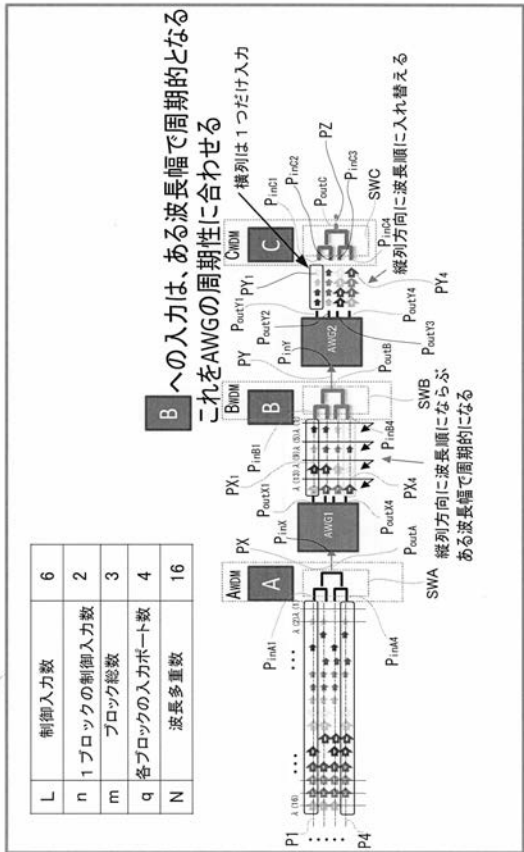 L 制御入力数 6
n 1ブロックの制御入力数 2
m ブロック総数 3
q 各ブロックの入力ポート数 4
N 波長多重数 16
B への入力は、ある波長幅で周期的となる
これをAWGの周期性に合わせる
横列は1つだけ入力
AWDM
A
BWDM
B
CWDM
C
λ(16)
•••
•••
λ(2)
λ(1)
P1
P4
PinA1
PinA4
PX
SWA
PoutA
PinX
AWG1
PoutX1
PoutX4
PX1
PX4
λ(13)
λ(9)
λ(5)
λ(1)
PinB1
PinB4
SWB
PoutB
PY
PinY
AWG2
PoutY1
PoutY2
PoutY3
PoutY4
PY1
PY4
PinC1
PinC2
PoutC
PZ
PinC3
PinC4
SWC
縦列方向に波長順にならぶ
ある波長幅で周期的になる
縦列方向に波長順に入れ替える